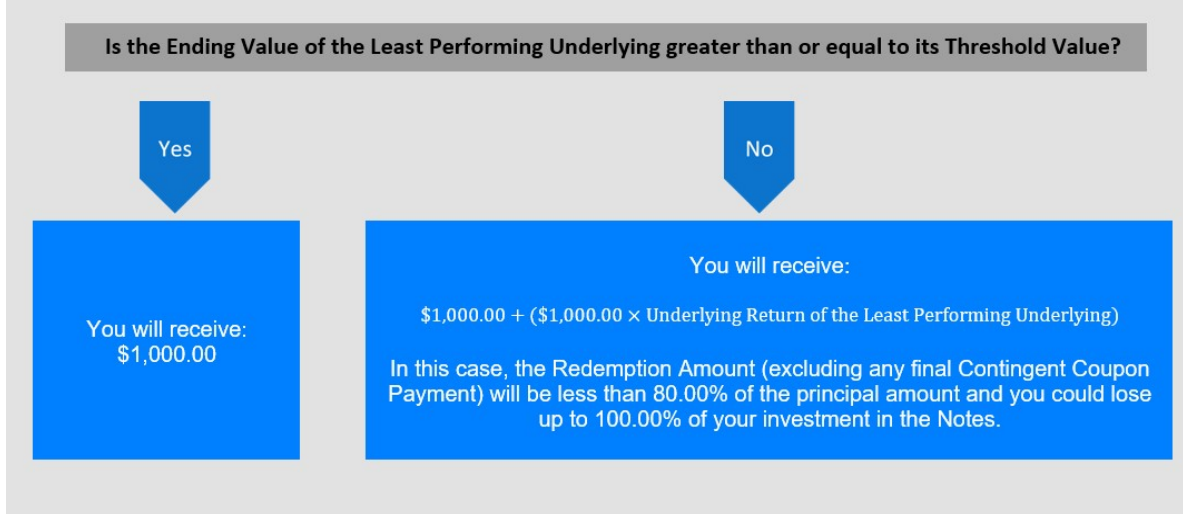 Is the Ending Value of the Least Performing Underlying greater than or equal to its Threshold Value?
Yes
No
You will receive:
$1,000.00
You will receive:
$1,000.00 + ($1,000.00 × Underlying Return of the Least Performing Underlying)
In this case, the Redemption Amount (excluding any final Contingent Coupon
Payment) will be less than 80.00% of the principal amount and you could lose
up to 100.00% of your investment in the Notes.